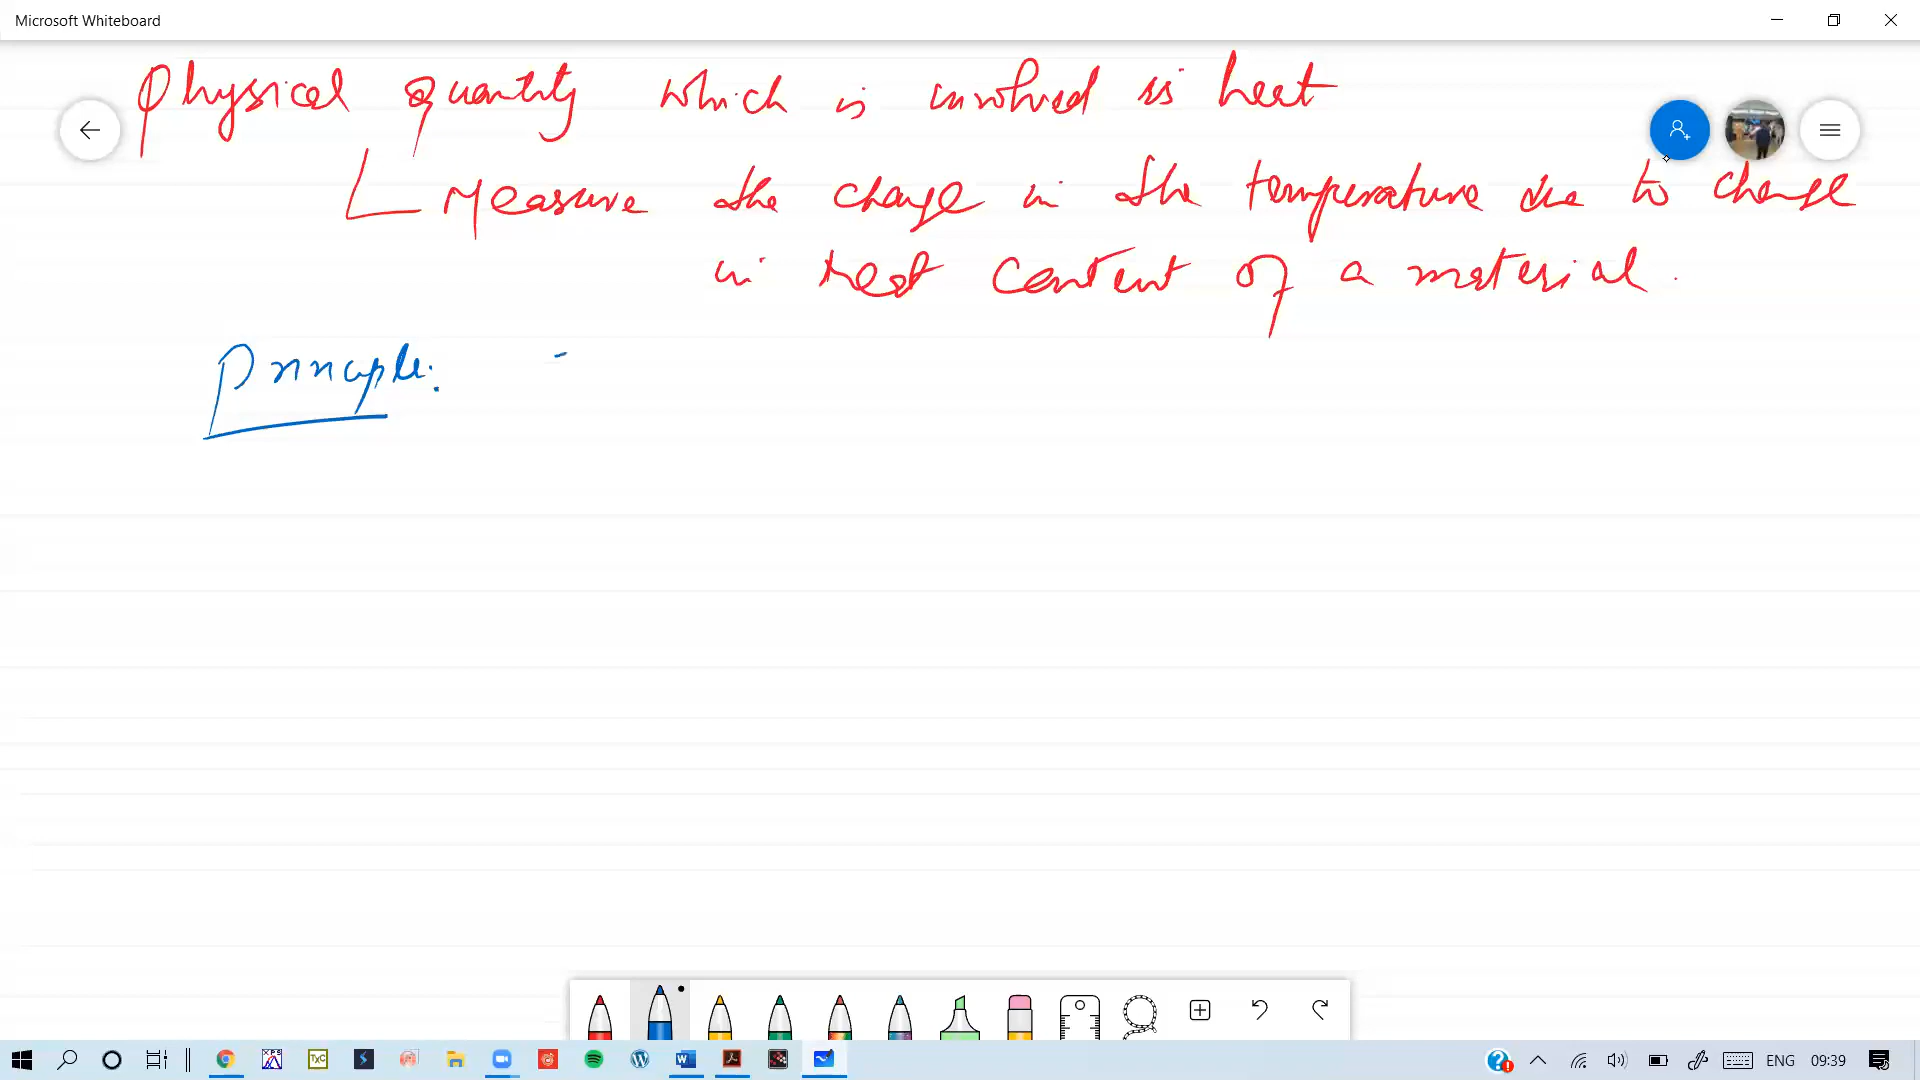 Microsoft Whiteboard
Physical quantity which is involved is heat
Measure the change in the temperature due to change
in heat content of a material.
Principle:
ENG
09:39